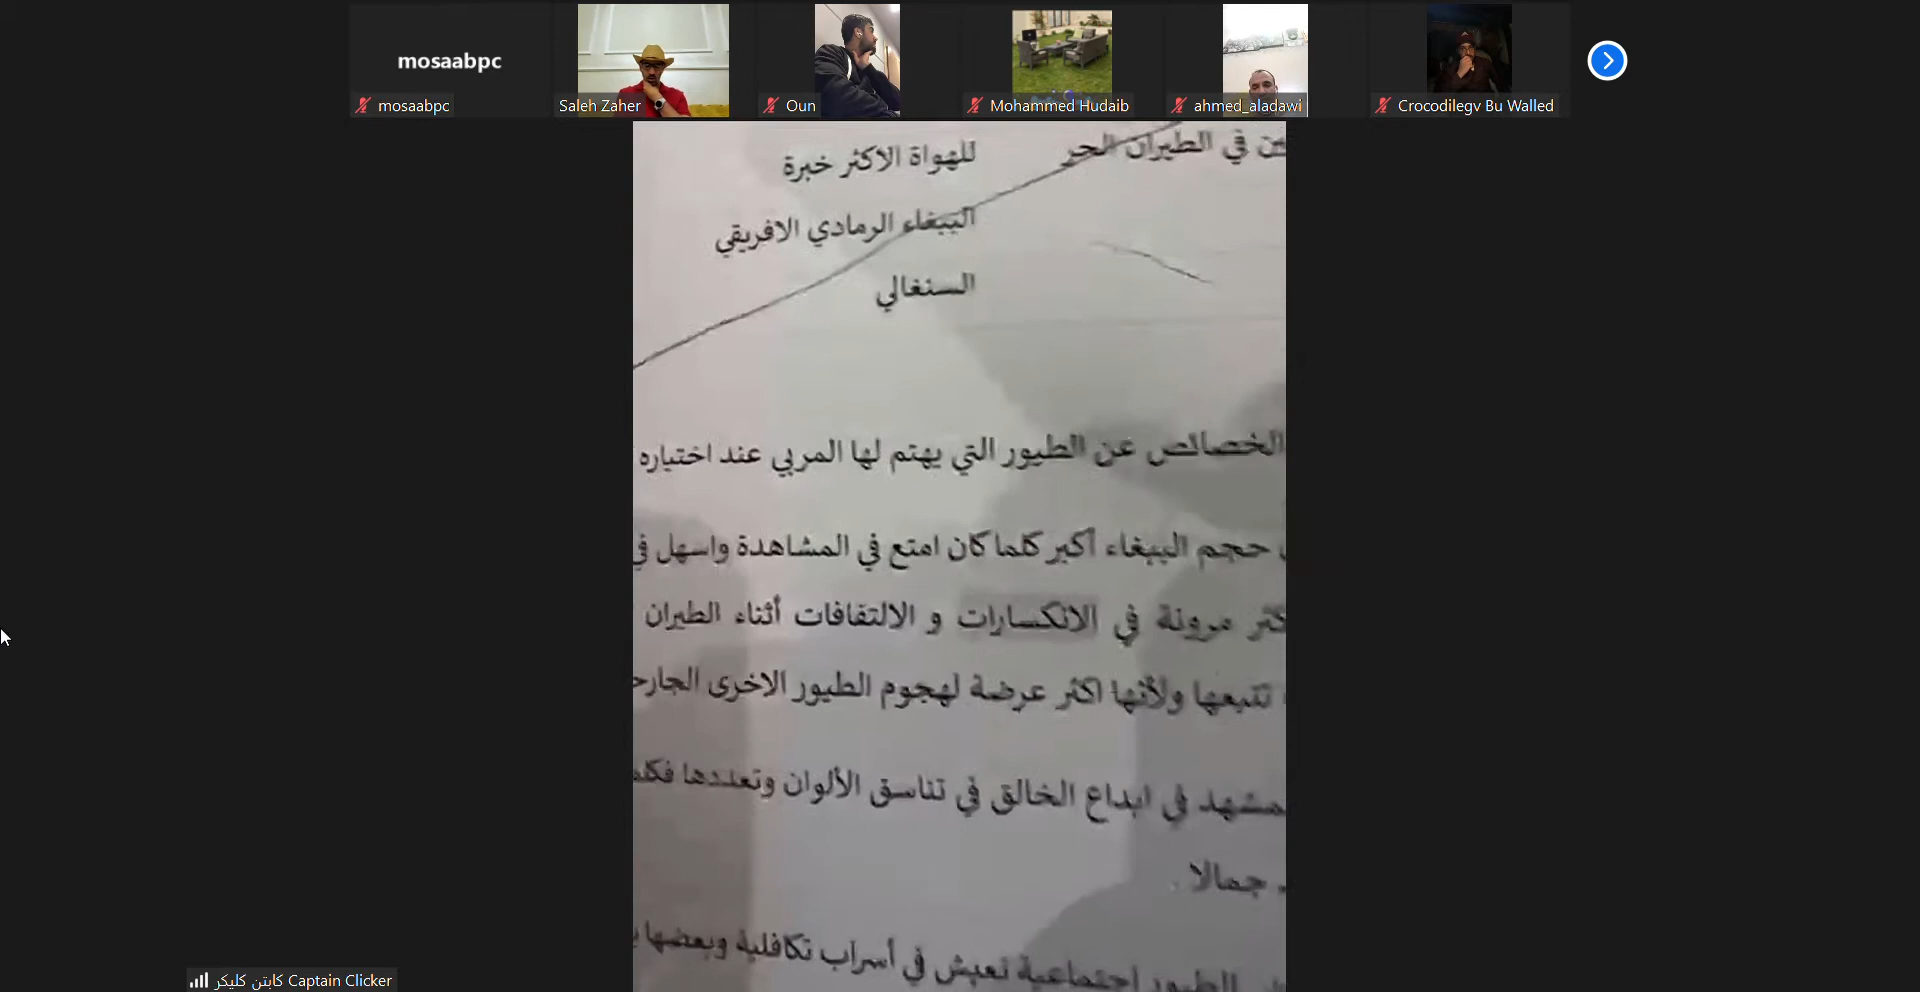 mosaabpc
mosaabpc
Saleh Zaher
Oun
Mohammed Hudaib
ahmed_aladawi
Crocodilegv Bu Walled
في الطيران الحر
للهواة الاكثر خبرة
الببغاء الرمادي الافريقي
السنغالي
الخصائص عن الطيور التي يهتم لها المربي عند اختياره
حجم الببغاء أكبر كلما كان امتع في المشاهدة واسهل في
مرونة في الانكسارات و الالتفافات أثناء الطيران
تتبعها ولأنها اكثر عرضة لهجوم الطيور الاخرى
في ابداع الخالق في تناسق الألوان وتعددها
جمالا .
الطيور اجتماعية تعيش في أسراب تكافلية وبعضها
كابتن كليكر Captain Clicker